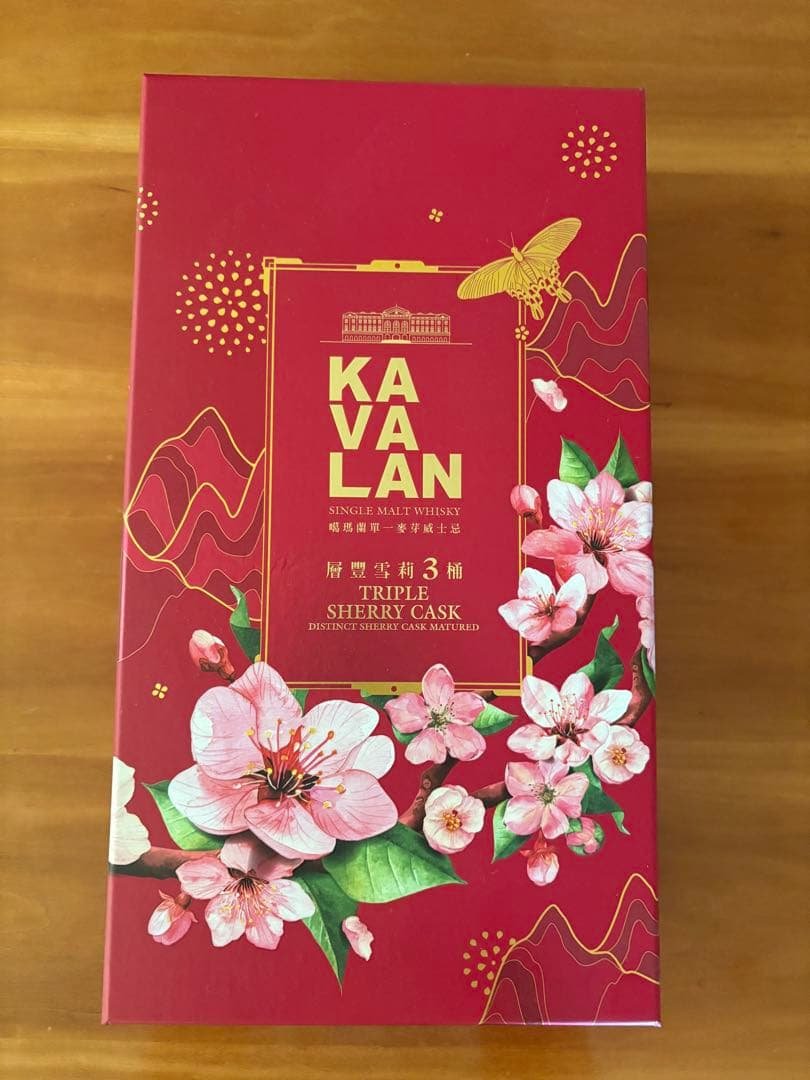 KA
VA
LAN
SINGLE MALT WHISKY
噶瑪蘭單一麥芽威士忌
層豐雪莉3桶
TRIPLE
SHERRY CASK
DISTINCT SHERRY CASK MATURED